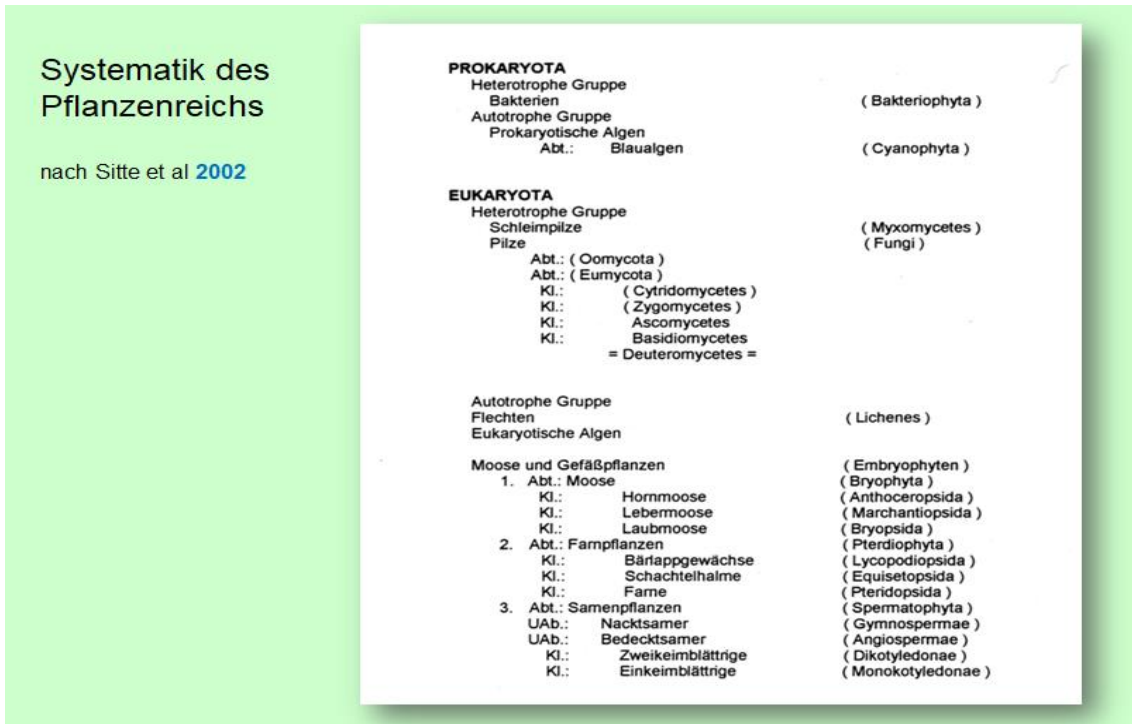 Systematik des
Pflanzenreichs
nach Sitte et al 2002
PROKARYOTA
Heterotrophe Gruppe
Bakterien ( Bakteriophyta )
Autotrophe Gruppe
Prokaryotische Algen
Abt.: Blaualgen ( Cyanophyta )
EUKARYOTA
Heterotrophe Gruppe
Schleimpilze ( Myxomycetes )
Pilze ( Fungi )
Abt.: ( Oomycota )
Abt.: ( Eumycota )
Kl.: ( Cytridomycetes )
Kl.: ( Zygomycetes )
Kl.: Ascomycetes
Kl.: Basidiomycetes
= Deuteromycetes =
Autotrophe Gruppe
Flechten ( Lichenes )
Eukaryotische Algen
Moose und Gefäßpflanzen ( Embryophyten )
1. Abt.: Moose ( Bryophyta )
Kl.: Hornmoose ( Anthoceropsida )
Kl.: Lebermoose ( Marchantiopsida )
Kl.: Laubmoose ( Bryopsida )
2. Abt.: Farnpflanzen ( Pterdiophyta )
Kl.: Bärlappgewächse ( Lycopodiopsida )
Kl.: Schachtelhalme ( Equisetopsida )
Kl.: Farne ( Pteridopsida )
3. Abt.: Samenpflanzen ( Spermatophyta )
UAb.: Nacktsamer ( Gymnospermae )
UAb.: Bedecktsamer ( Angiospermae )
Kl.: Zweikeimblättrige ( Dikotyledonae )
Kl.: Einkeimblättrige ( Monokotyledonae )